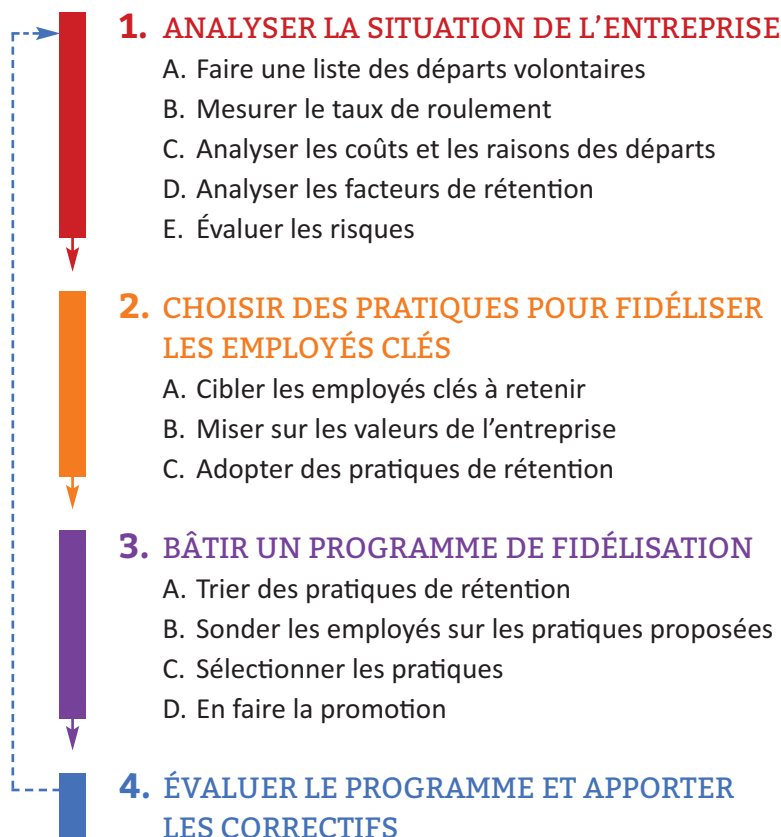 1. ANALYSER LA SITUATION DE L’ENTREPRISE
A. Faire une liste des départs volontaires
B. Mesurer le taux de roulement
C. Analyser les coûts et les raisons des départs
D. Analyser les facteurs de rétention
E. Évaluer les risques
2. CHOISIR DES PRATIQUES POUR FIDÉLISER
LES EMPLOYÉS CLÉS
A. Cibler les employés clés à retenir
B. Miser sur les valeurs de l’entreprise
C. Adopter des pratiques de rétention
3. BÂTIR UN PROGRAMME DE FIDÉLISATION
A. Trier des pratiques de rétention
B. Sonder les employés sur les pratiques proposées
C. Sélectionner les pratiques
D. En faire la promotion
4. ÉVALUER LE PROGRAMME ET APPORTER
LES CORRECTIFS